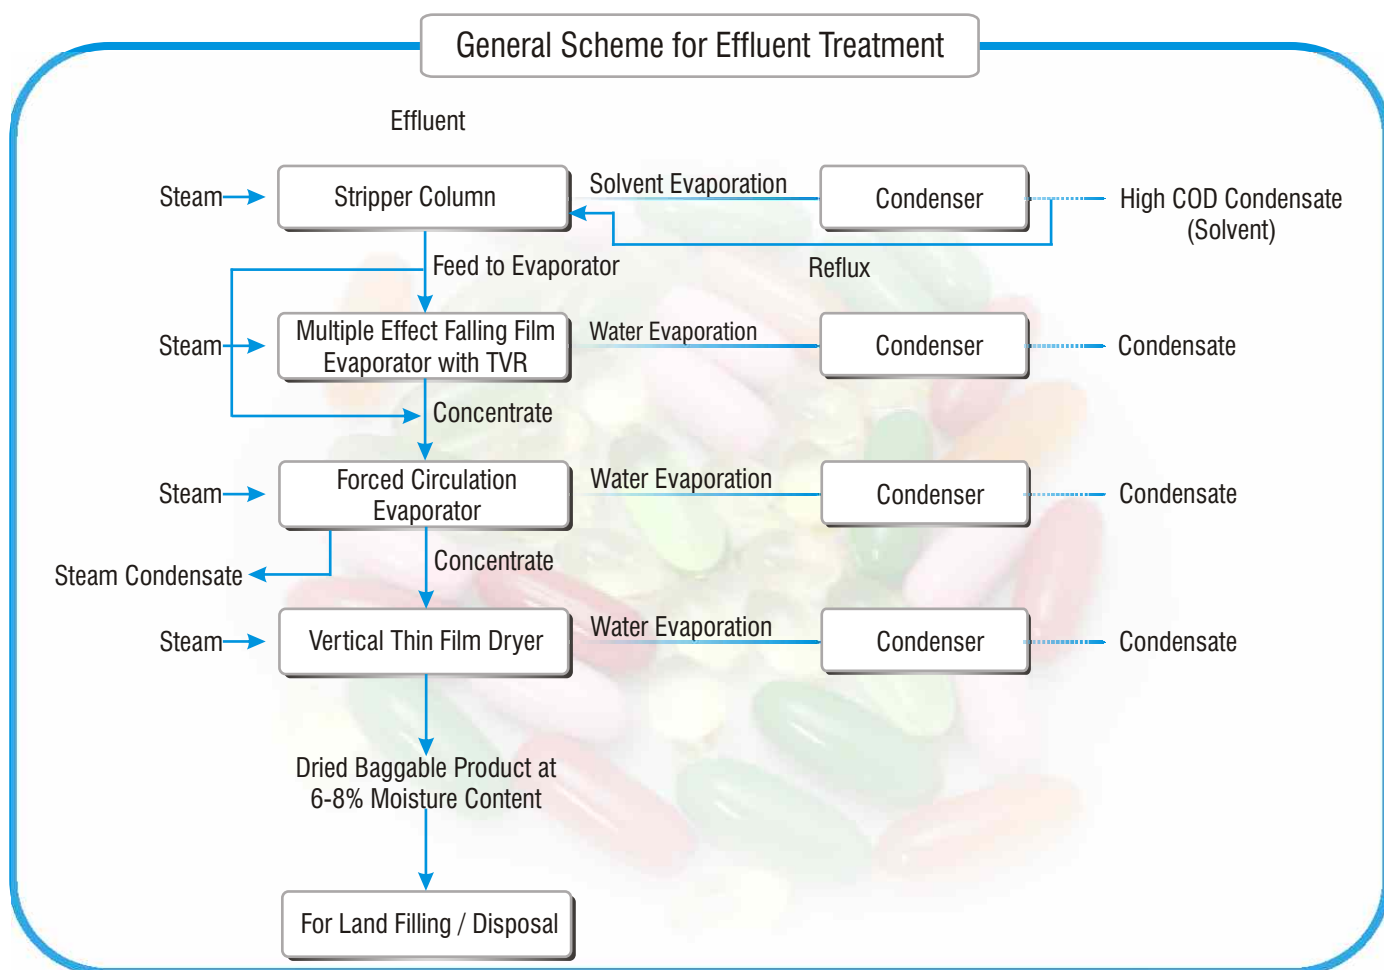 General Scheme for Effluent Treatment
Effluent
Steam
Stripper Column
Solvent Evaporation
Condenser
High COD Condensate
(Solvent)
Feed to Evaporator
Reflux
Steam
Multiple Effect Falling Film
Evaporator with TVR
Water Evaporation
Condenser
Condensate
Concentrate
Steam
Forced Circulation
Evaporator
Water Evaporation
Condenser
Condensate
Steam Condensate
Concentrate
Steam
Vertical Thin Film Dryer
Water Evaporation
Condenser
Condensate
Dried Baggable Product at
6-8% Moisture Content
For Land Filling / Disposal